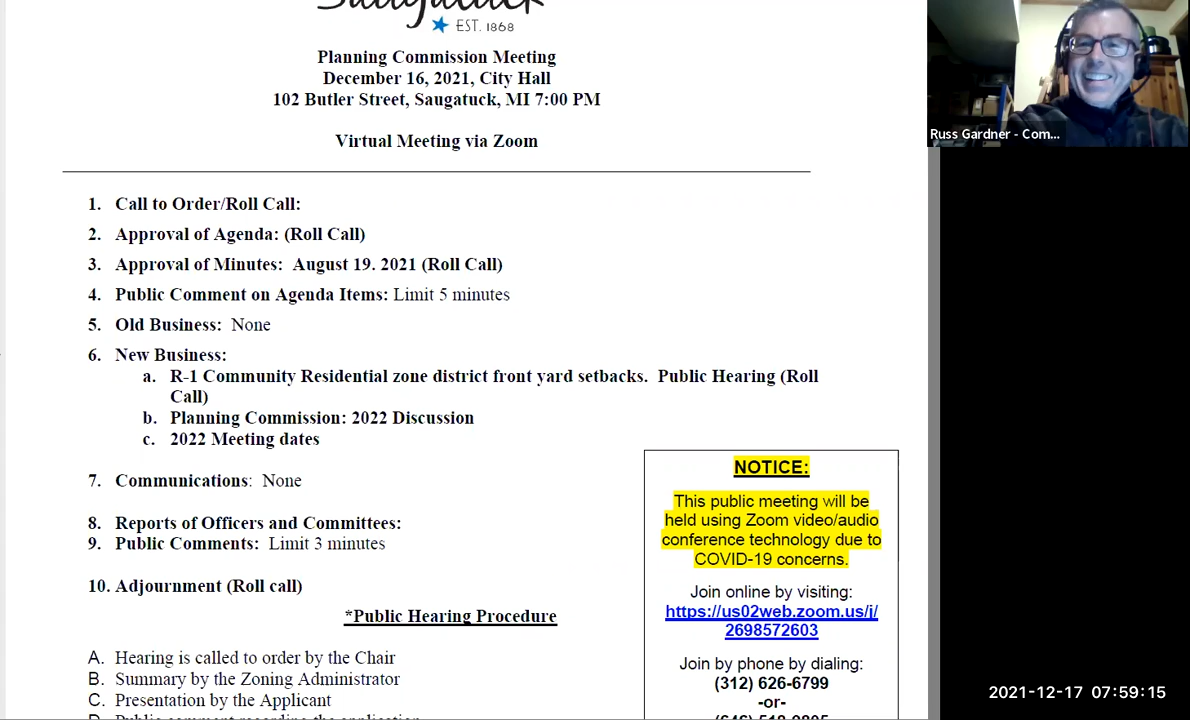 Saugatuck
EST. 1868
Planning Commission Meeting
December 16, 2021, City Hall
102 Butler Street, Saugatuck, MI 7:00 PM
Virtual Meeting via Zoom
1. Call to Order/Roll Call:
2. Approval of Agenda: (Roll Call)
3. Approval of Minutes: August 19. 2021 (Roll Call)
4. Public Comment on Agenda Items: Limit 5 minutes
5. Old Business: None
6. New Business:
a. R-1 Community Residential zone district front yard setbacks. Public Hearing (Roll
Call)
b. Planning Commission: 2022 Discussion
c. 2022 Meeting dates
7. Communications: None
8. Reports of Officers and Committees:
9. Public Comments: Limit 3 minutes
10. Adjournment (Roll call)
*Public Hearing Procedure
A. Hearing is called to order by the Chair
B. Summary by the Zoning Administrator
C. Presentation by the Applicant
D. Public comment regarding the application
NOTICE:
This public meeting will be
held using Zoom video/audio
conference technology due to
COVID-19 concerns.
Join online by visiting:
https://us02web.zoom.us/j/
2698572603
Join by phone by dialing:
(312) 626-6799
-or-
Russ Gardner - Com...
2021-12-17 07:59:15